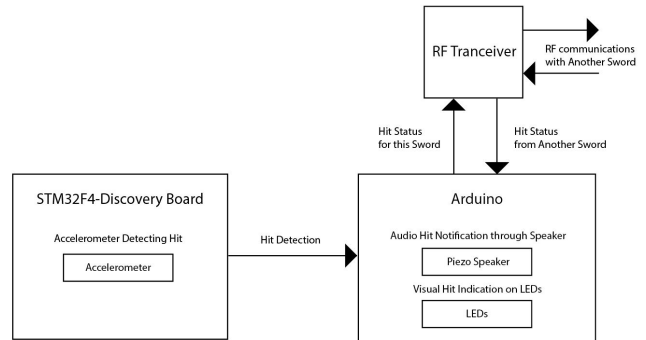 RF Tranceiver
RF communications
with Another Sword
Hit Status
for this Sword
Hit Status
from Another Sword
STM32F4-Discovery Board
Accelerometer Detecting Hit
Accelerometer
Hit Detection
Arduino
Audio Hit Notification through Speaker
Piezo Speaker
Visual Hit Indication on LEDs
LEDs